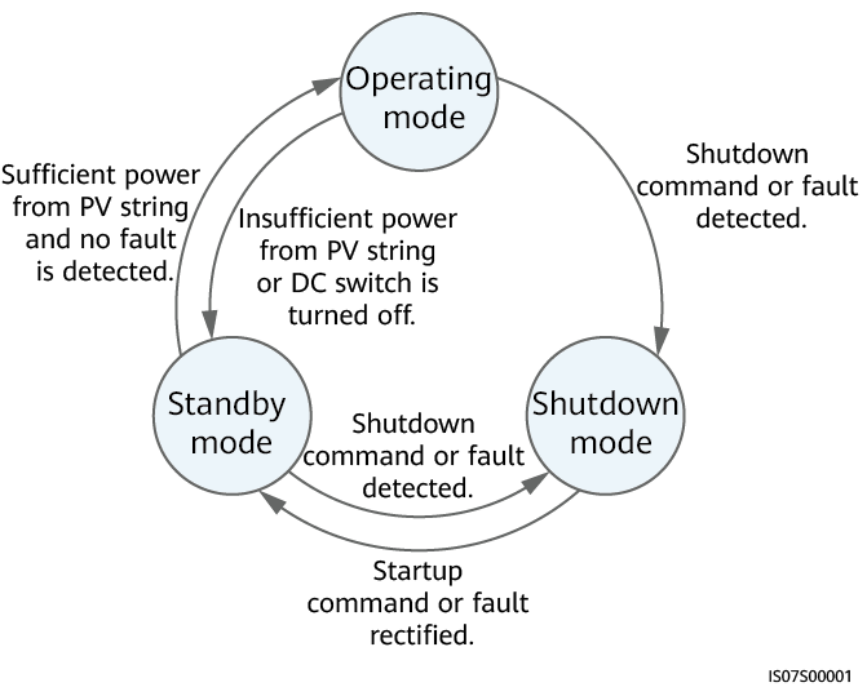 Operating
mode
Sufficient power
from PV string
and no fault
is detected.
Insufficient power
from PV string
or DC switch is
turned off.
Shutdown
command or fault
detected.
Standby
mode
Shutdown
command or fault
detected.
Shutdown
mode
Startup
command or fault
rectified.
IS07S00001